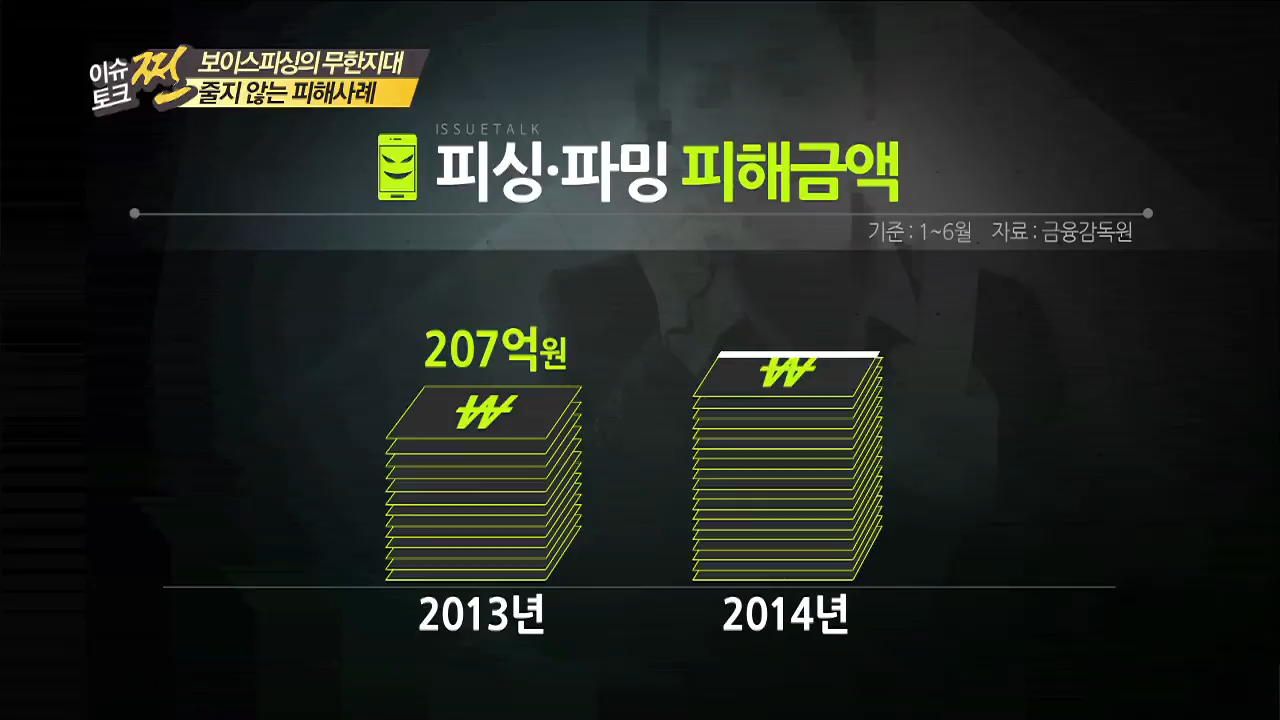 이슈
토크
찐
보이스피싱의 무한지대
줄지 않는 피해사례
ISSUETALK
피싱·파밍 피해금액
기준 : 1~6월 자료 : 금융감독원
207억원
₩
₩
2013년
2014년